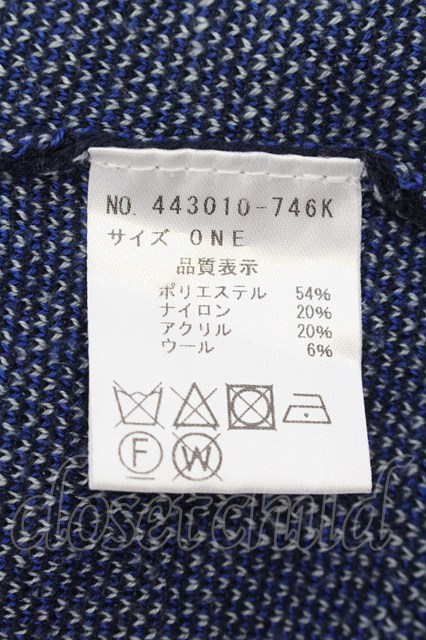 NO. 443010-746K
サイズ ONE
品質表示
ポリエステル 54%
ナイロン 20%
アクリル 20%
ウール 6%
F W
closetchild